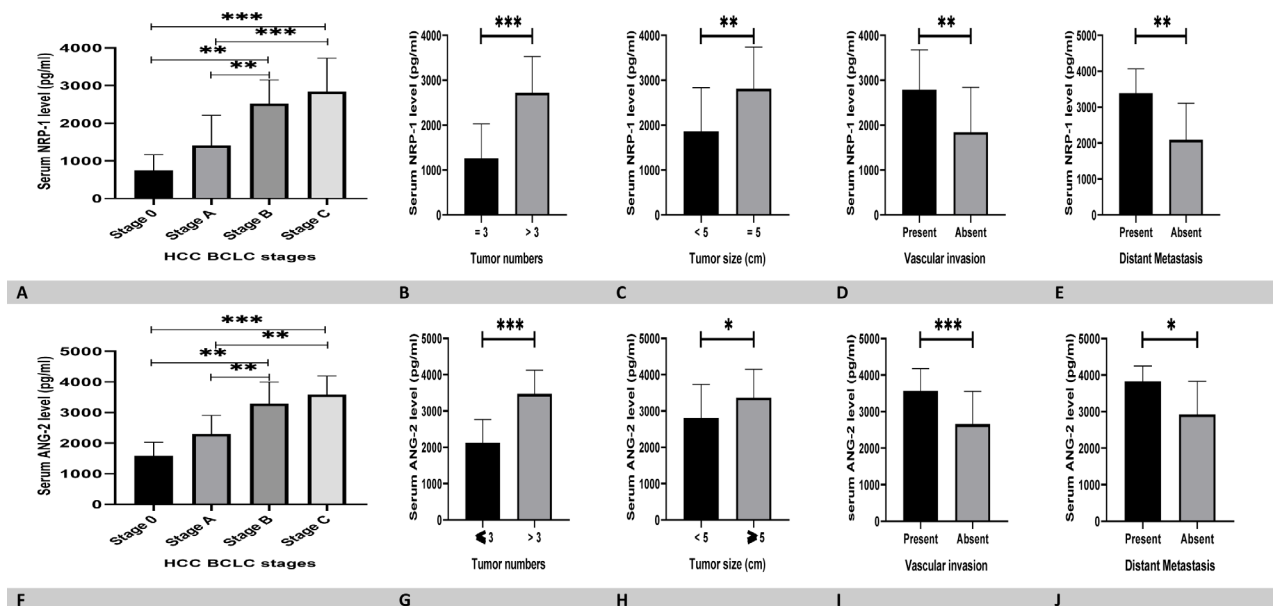 ***
***
**
**
Serum NRP-1 level (pg/ml)
4000
3000
2000
1000
0
Stage 0
Stage A
Stage B
Stage C
HCC BCLC stages
***
Serum NRP-1 level (pg/ml)
4000
3000
2000
1000
0
= 3
> 3
Tumor numbers
**
Serum NRP-1 level (pg/ml)
4000
3000
2000
1000
0
< 5
= 5
Tumor size (cm)
**
Serum NRP-1 level (pg/ml)
4000
3000
2000
1000
0
Present
Absent
Vascular invasion
**
Serum NRP-1 level (pg/ml)
5000
4000
3000
2000
1000
0
Present
Absent
Distant Metastasis
A
B
C
D
E
***
**
**
**
Serum ANG-2 level (pg/ml)
5000
4000
3000
2000
1000
0
Stage 0
Stage A
Stage B
Stage C
HCC BCLC stages
***
Serum ANG-2 level (pg/ml)
5000
4000
3000
2000
1000
0
⩽ 3
> 3
Tumor numbers
*
Serum ANG-2 level (pg/ml)
5000
4000
3000
2000
1000
0
< 5
⩾ 5
Tumor size (cm)
***
serum ANG-2 level (pg/ml)
5000
4000
3000
2000
1000
0
Present
Absent
Vascular invasion
*
Serum ANG-2 level (pg/ml)
5000
4000
3000
2000
1000
0
Present
Absent
Distant Metastasis
F
G
H
I
J